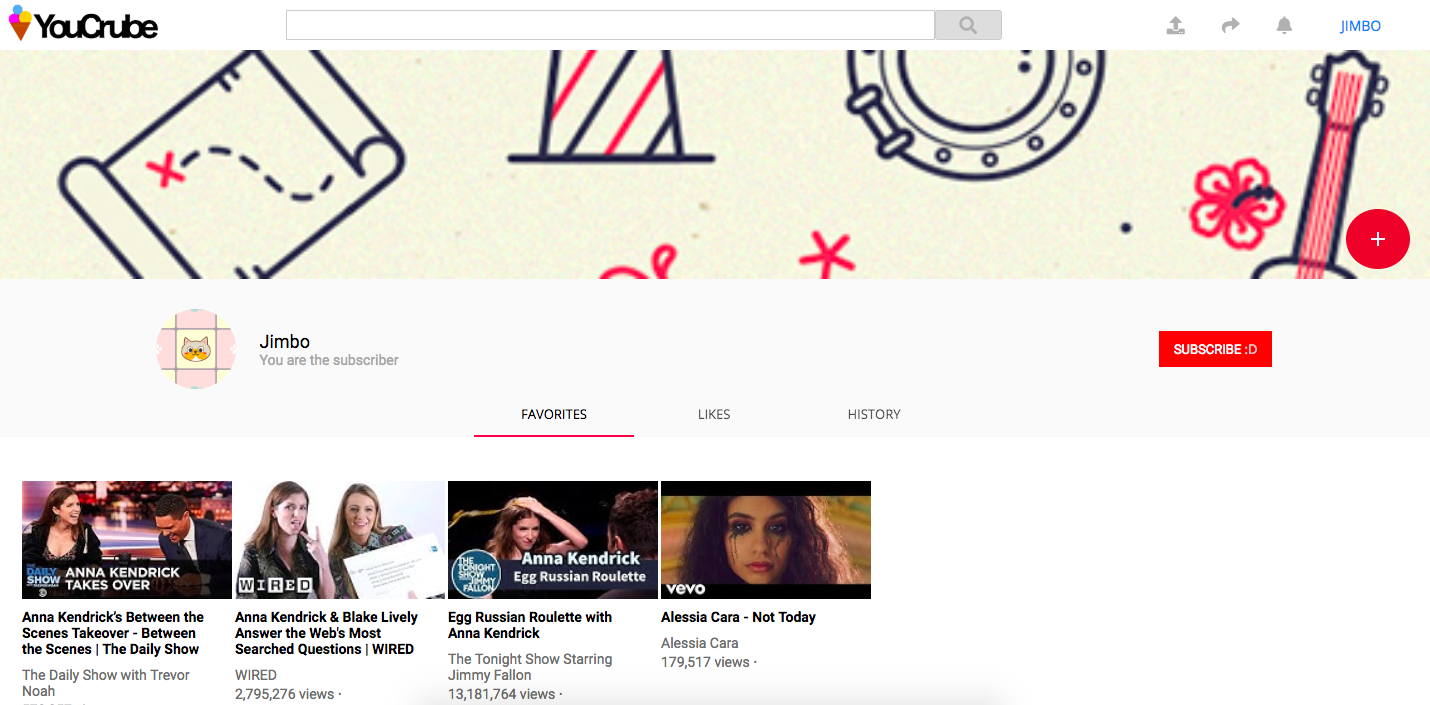 YouCrube
JIMBO
Jimbo
You are the subscriber
SUBSCRIBE :D
FAVORITES
LIKES
HISTORY
THE
DAILY
SHOW
ANNA KENDRICK
TAKES OVER
WIRED
THE
TONIGHT
SHOW
JIMMY
FALLON
Anna Kendrick
Egg Russian Roulette
vevo
Anna Kendrick's Between the
Scenes Takeover - Between
the Scenes | The Daily Show
The Daily Show with Trevor
Noah
Anna Kendrick & Blake Lively
Answer the Web's Most
Searched Questions | WIRED
WIRED
2,795,276 views ·
Egg Russian Roulette with
Anna Kendrick
The Tonight Show Starring
Jimmy Fallon
13,181,764 views ·
Alessia Cara - Not Today
Alessia Cara
179,517 views ·